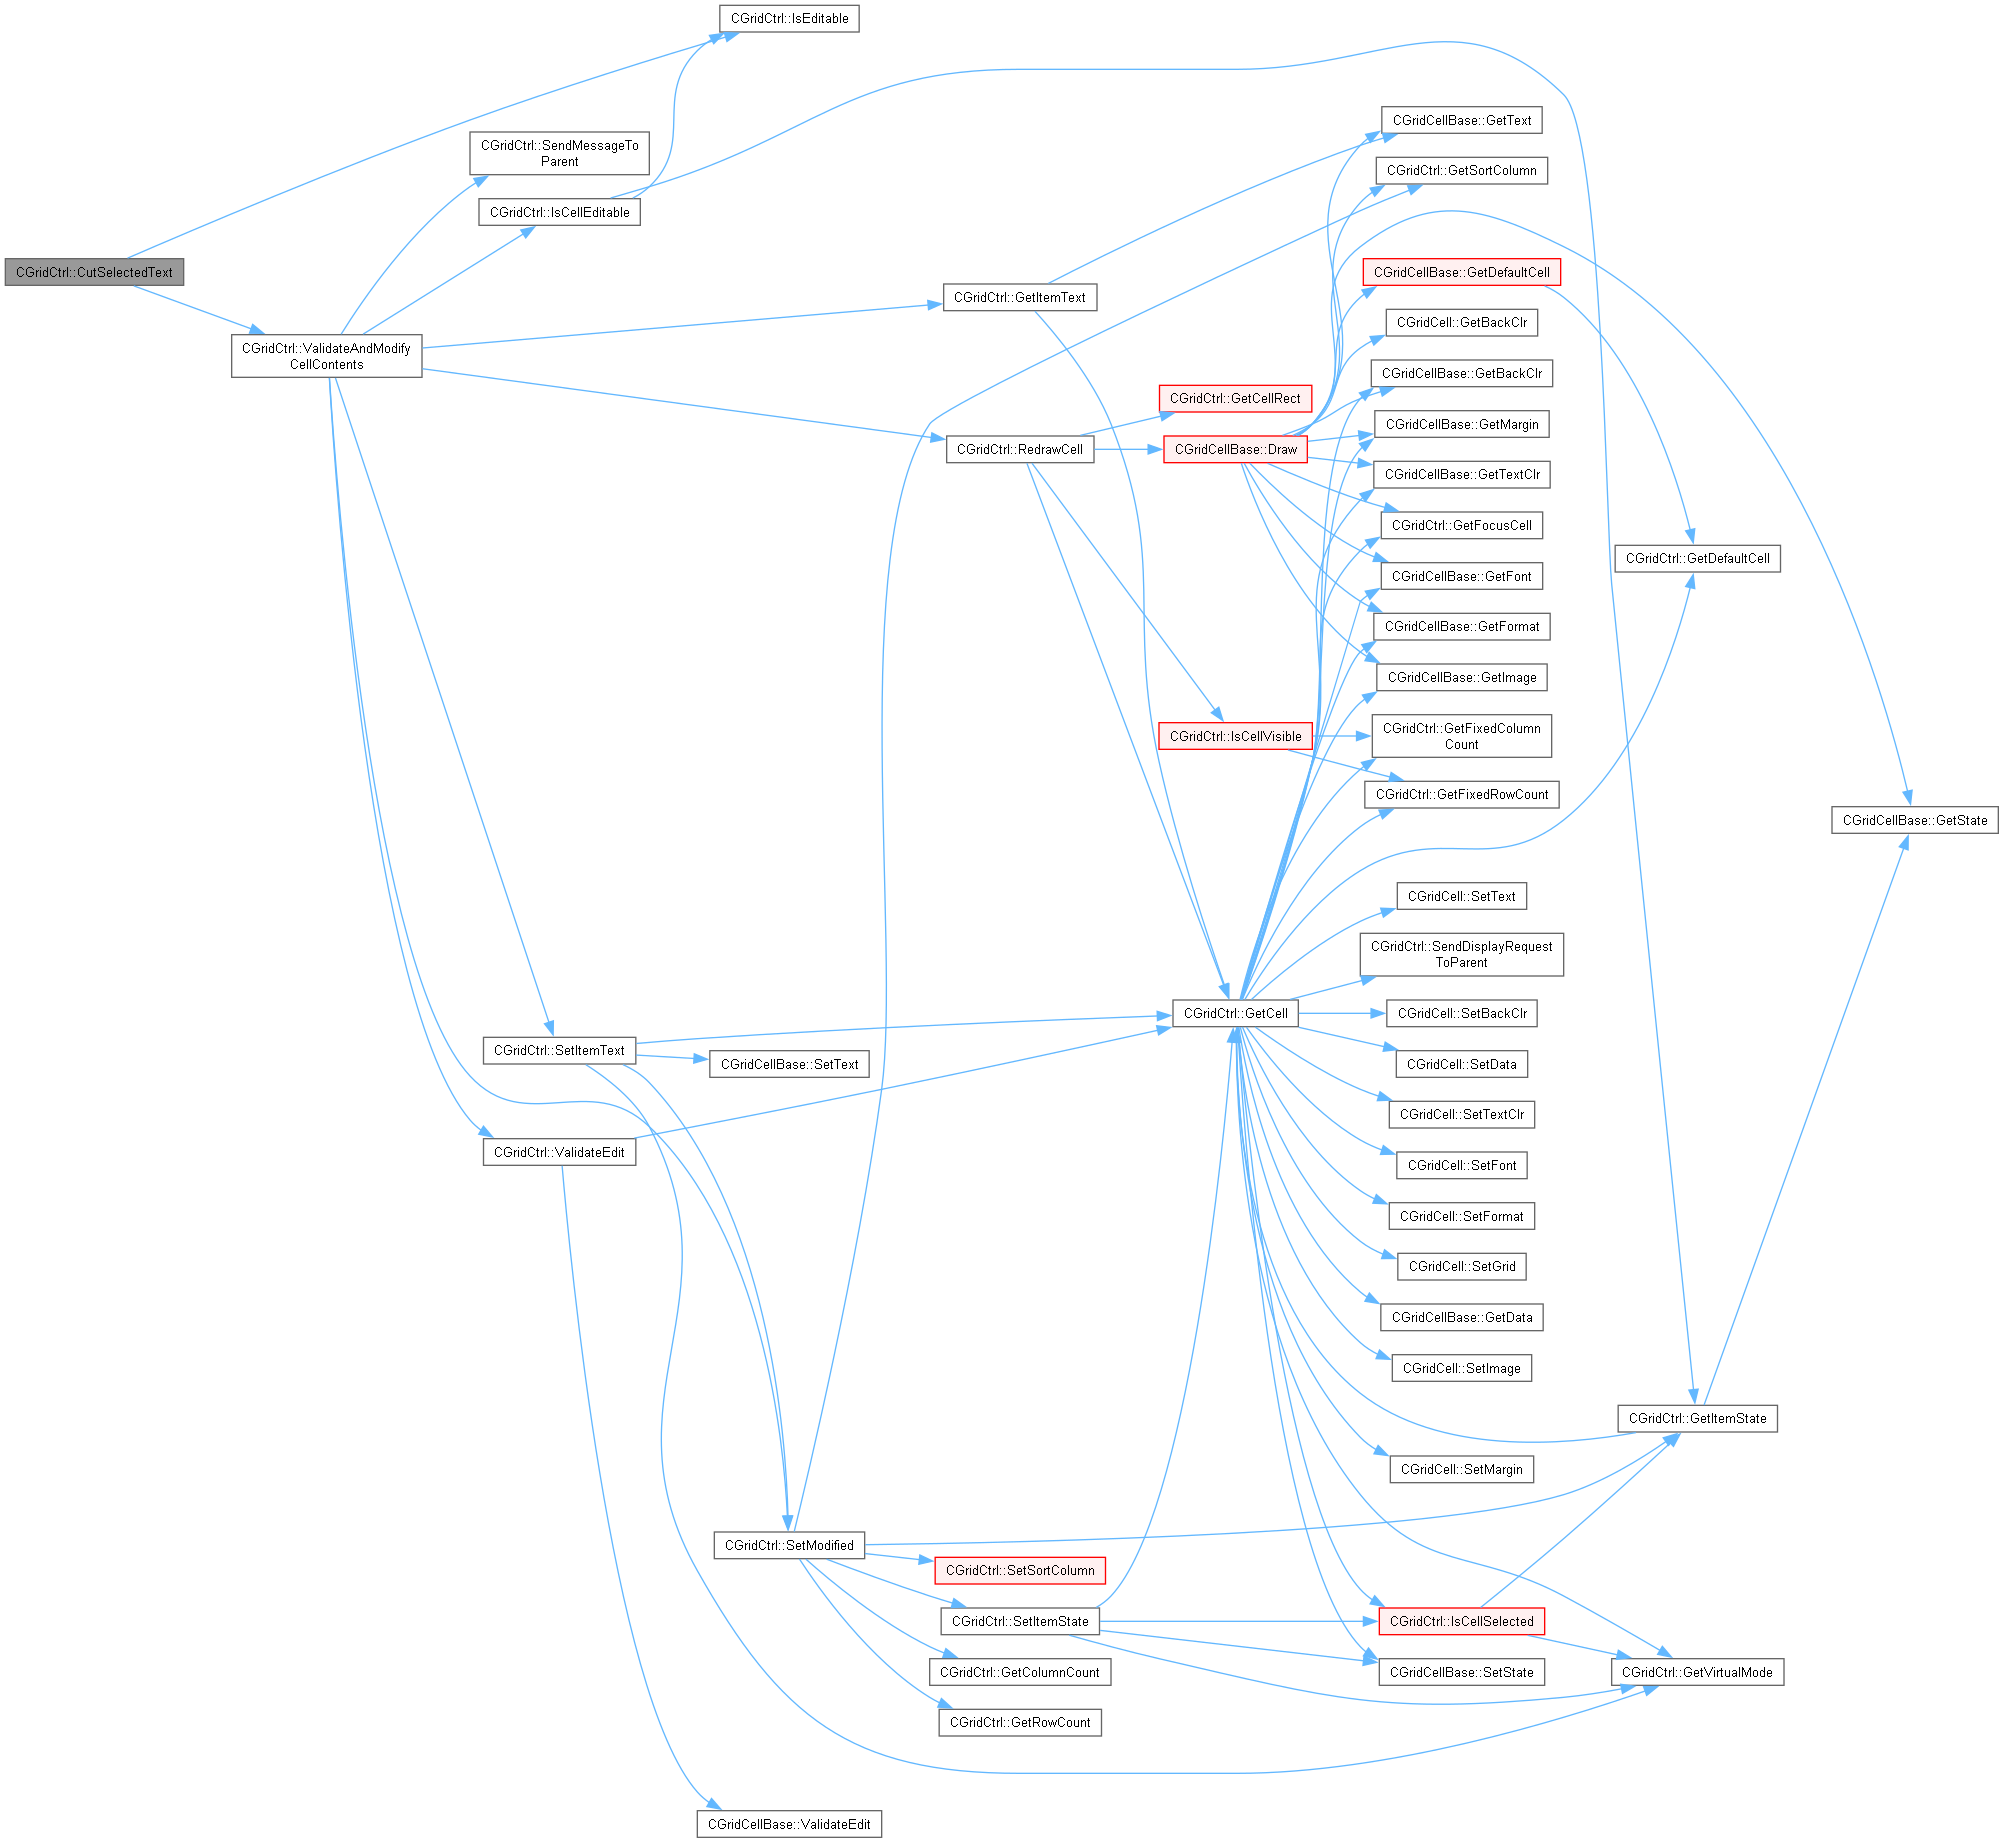 CGridCtrl::IsEditable
CGridCtrl::SendMessageTo
Parent
CGridCtrl::IsCellEditable
CGridCtrl::CutSelectedText
CGridCtrl::ValidateAndModify
CellContents
CGridCtrl::GetItemText
CGridCtrl::RedrawCell
CGridCtrl::GetCellRect
CGridCellBase::Draw
CGridCtrl::IsCellVisible
CGridCellBase::GetText
CGridCtrl::GetSortColumn
CGridCellBase::GetDefaultCell
CGridCell::GetBackClr
CGridCellBase::GetBackClr
CGridCellBase::GetMargin
CGridCellBase::GetTextClr
CGridCtrl::GetFocusCell
CGridCellBase::GetFont
CGridCellBase::GetFormat
CGridCellBase::GetImage
CGridCtrl::GetFixedColumn
Count
CGridCtrl::GetFixedRowCount
CGridCtrl::GetDefaultCell
CGridCellBase::GetState
CGridCell::SetText
CGridCtrl::SendDisplayRequest
ToParent
CGridCtrl::GetCell
CGridCell::SetBackClr
CGridCell::SetData
CGridCell::SetTextClr
CGridCell::SetFont
CGridCell::SetFormat
CGridCell::SetGrid
CGridCellBase::GetData
CGridCell::SetImage
CGridCell::SetMargin
CGridCtrl::SetItemText
CGridCellBase::SetText
CGridCtrl::ValidateEdit
CGridCtrl::GetItemState
CGridCtrl::SetModified
CGridCtrl::SetSortColumn
CGridCtrl::SetItemState
CGridCtrl::IsCellSelected
CGridCtrl::GetColumnCount
CGridCellBase::SetState
CGridCtrl::GetVirtualMode
CGridCtrl::GetRowCount
CGridCellBase::ValidateEdit